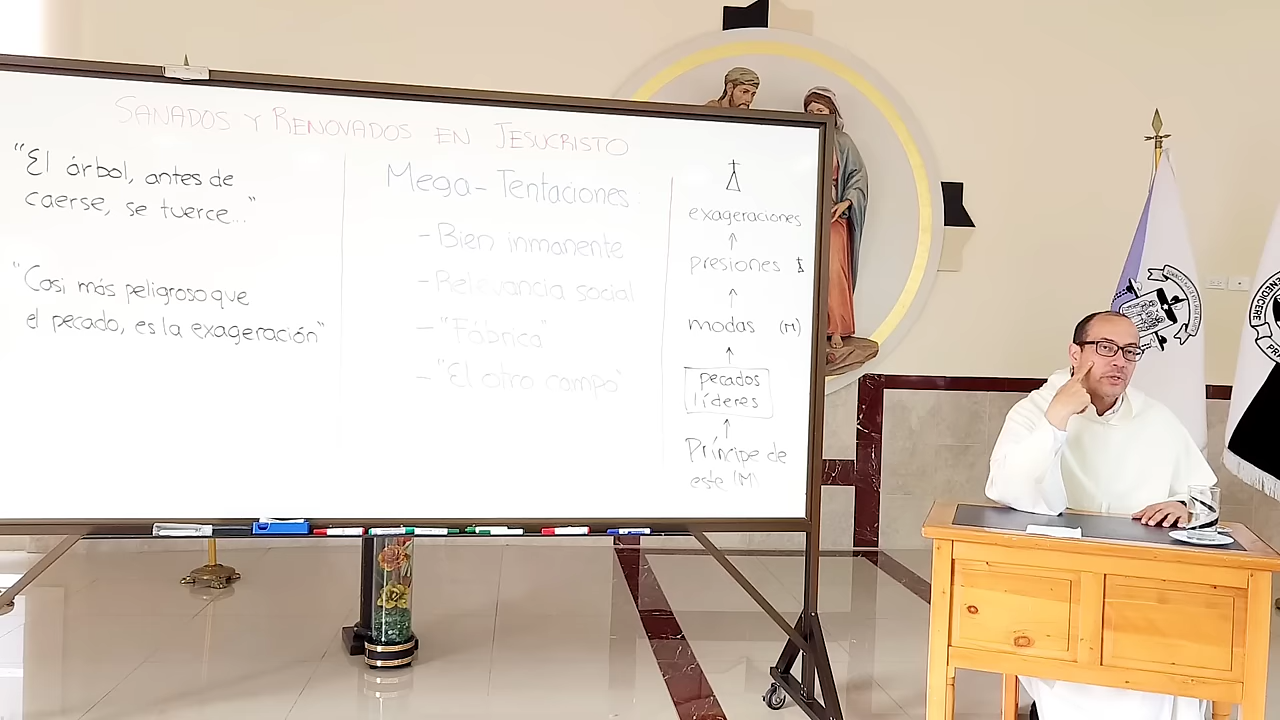 SANADOS Y RENOVADOS EN JESUCRISTO
"El árbol, antes de
caerse, se tuerce..."
"Casi más peligroso que
el pecado, es la exageración"
Mega-Tentaciones:
- Bien inmanente
- Relevancia social
- "Fábrica"
- "El otro campo"
exageraciones
↑
presiones
↑
modas (M)
↑
pecados
líderes
↑
Príncipe de
este (M)